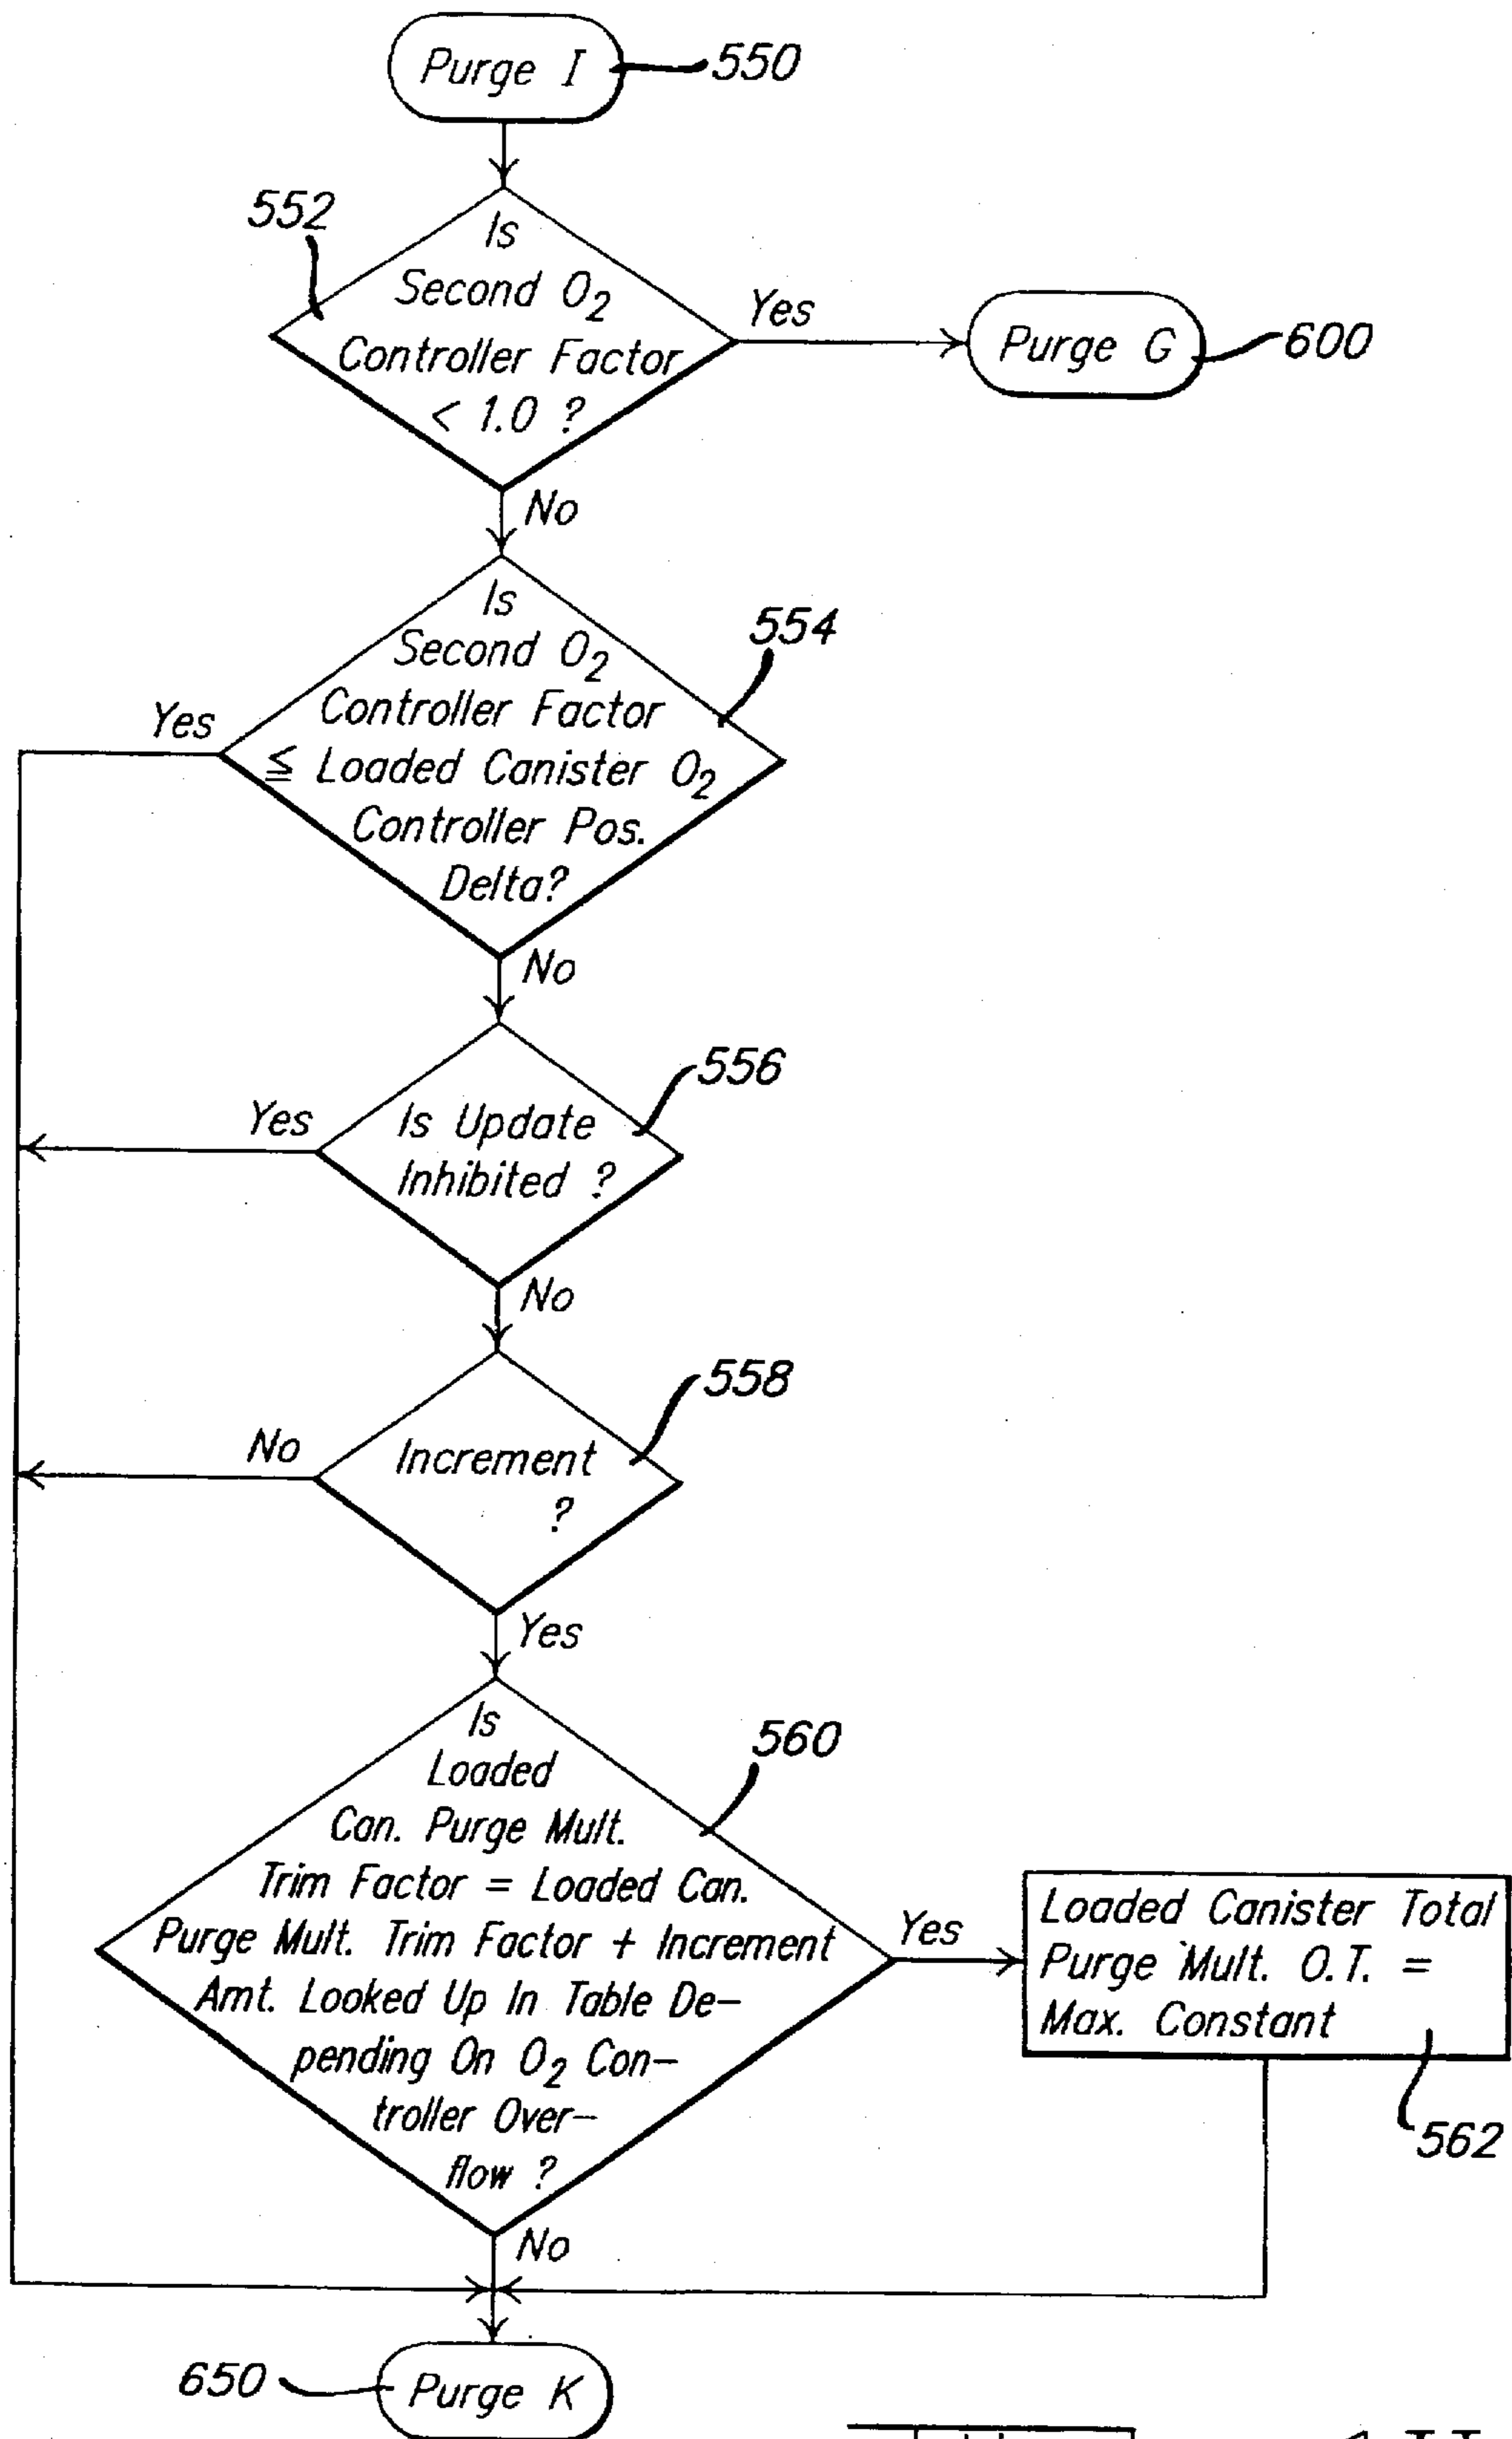 Purge I
550
552
Is
Second O2
Controller Factor
< 1.0 ?
Yes
Purge G
600
No
Is
Second O2
Controller Factor
≦ Loaded Canister O2
Controller Pos.
Delta?
554
Yes
No
556
Yes
Is Update
Inhibited ?
No
558
No
Increment
?
Yes
Is
Loaded
Can. Purge Mult.
Trim Factor = Loaded Can.
Purge Mult. Trim Factor + Increment
Amt. Looked Up In Table De-
pending On O2 Con-
troller Over-
flow ?
560
Yes
Loaded Canister Total
Purge Mult. O.T. =
Max. Constant
562
No
650
Purge K